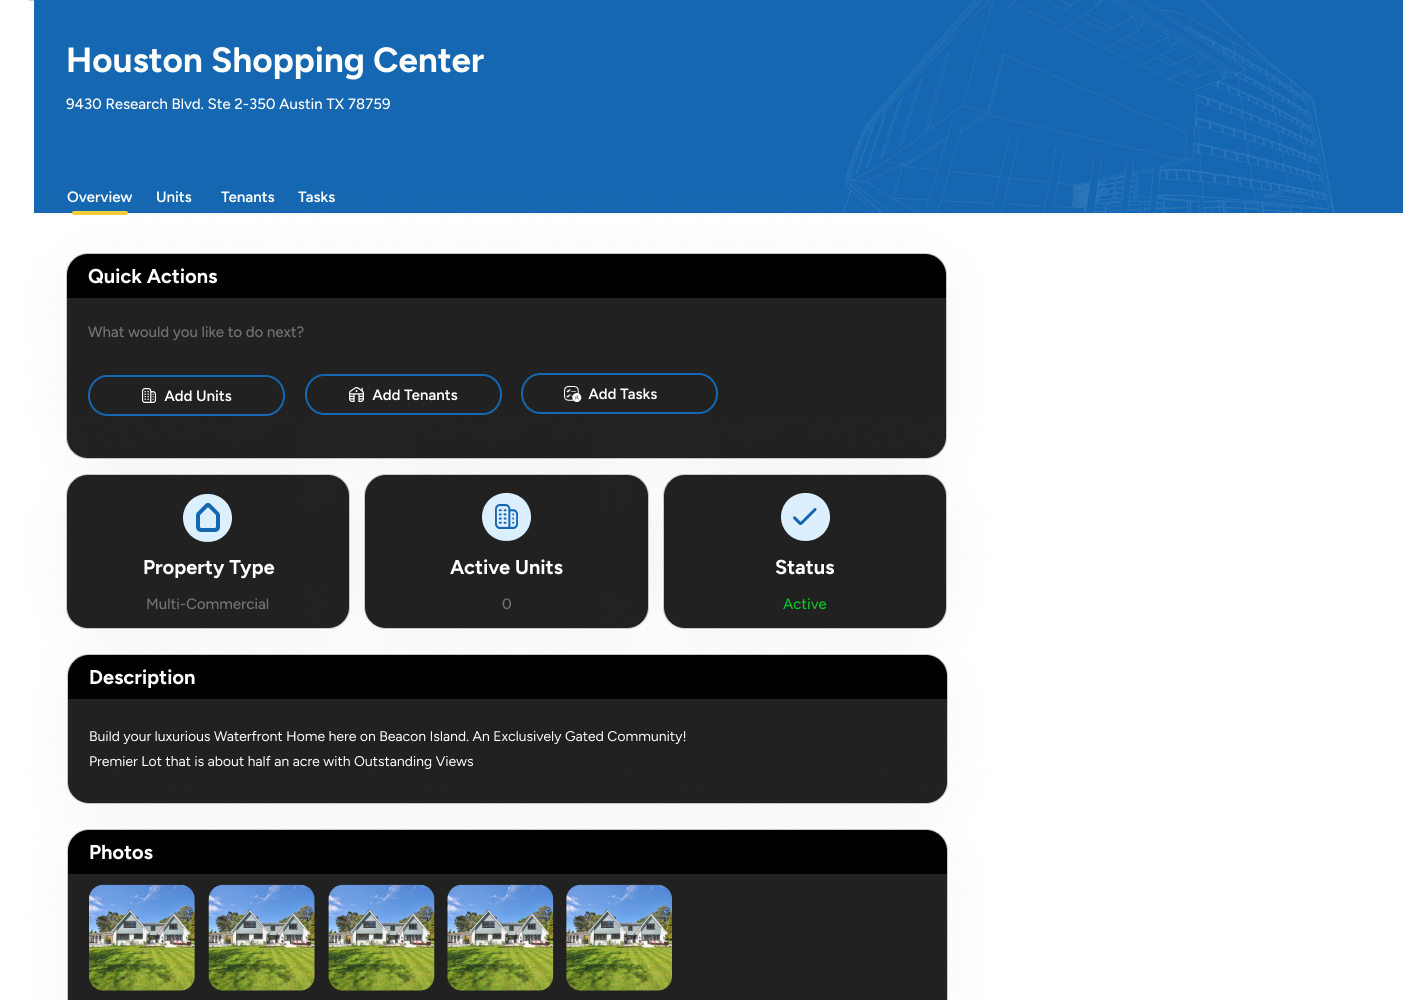 Houston Shopping Center
9430 Research Blvd. Ste 2-350 Austin TX 78759
Overview Units Tenants Tasks
Quick Actions
What would you like to do next?
Add Units Add Tenants Add Tasks
Property Type Active Units Status
Multi-Commercial 0 Active
Description
Build your luxurious Waterfront Home here on Beacon Island. An Exclusively Gated Community!
Premier Lot that is about half an acre with Outstanding Views
Photos